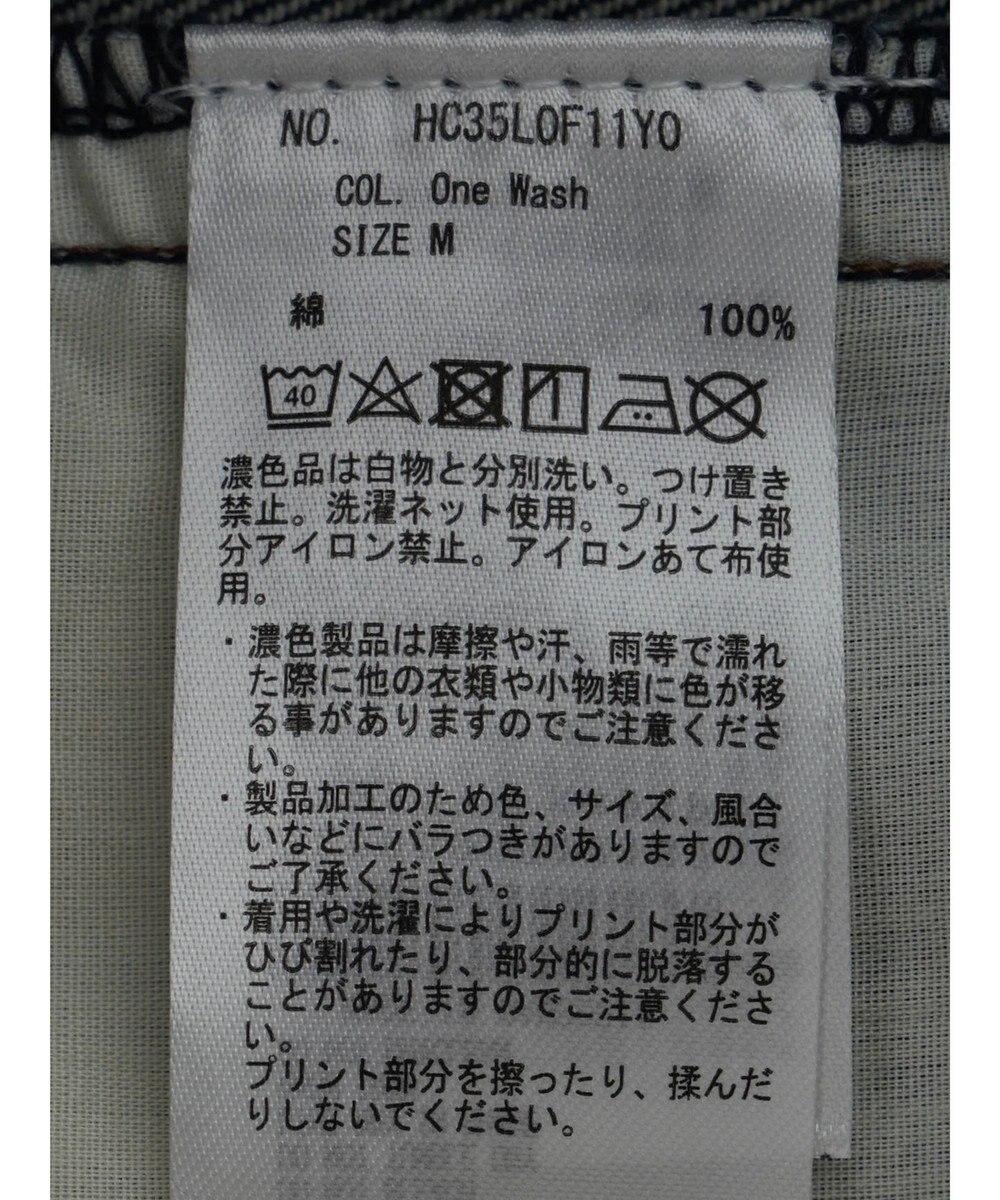 NO. HC35L0F11Y0
COL. One Wash
SIZE M
綿 100%
40
濃色品は白物と分別洗い。つけ置き
禁止。洗濯ネット使用。プリント部
分アイロン禁止。アイロンあて布使
用。
・濃色製品は摩擦や汗、雨等で濡れ
た際に他の衣類や小物類に色が移
る事がありますのでご注意くださ
い。
・製品加工のため色、サイズ、風合
いなどにバラつきがありますので
ご了承ください。
・着用や洗濯によりプリント部分が
ひび割れたり、部分的に脱落する
ことがありますのでご注意くださ
い。
プリント部分を擦ったり、揉んだ
りしないでください。